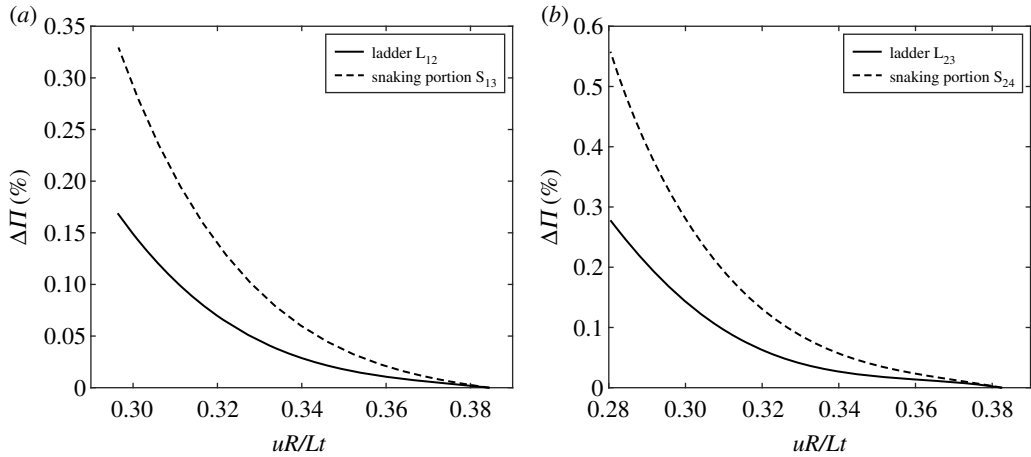 (a)
0.35
0.30
0.25
0.20
0.15
0.10
0.05
0
ΔΠ (%)
ladder L12
snaking portion S13
0.30
0.32
0.34
0.36
0.38
uR/Lt
(b)
0.6
0.5
0.4
0.3
0.2
0.1
0
ΔΠ (%)
ladder L23
snaking portion S24
0.28
0.30
0.32
0.34
0.36
0.38
uR/Lt